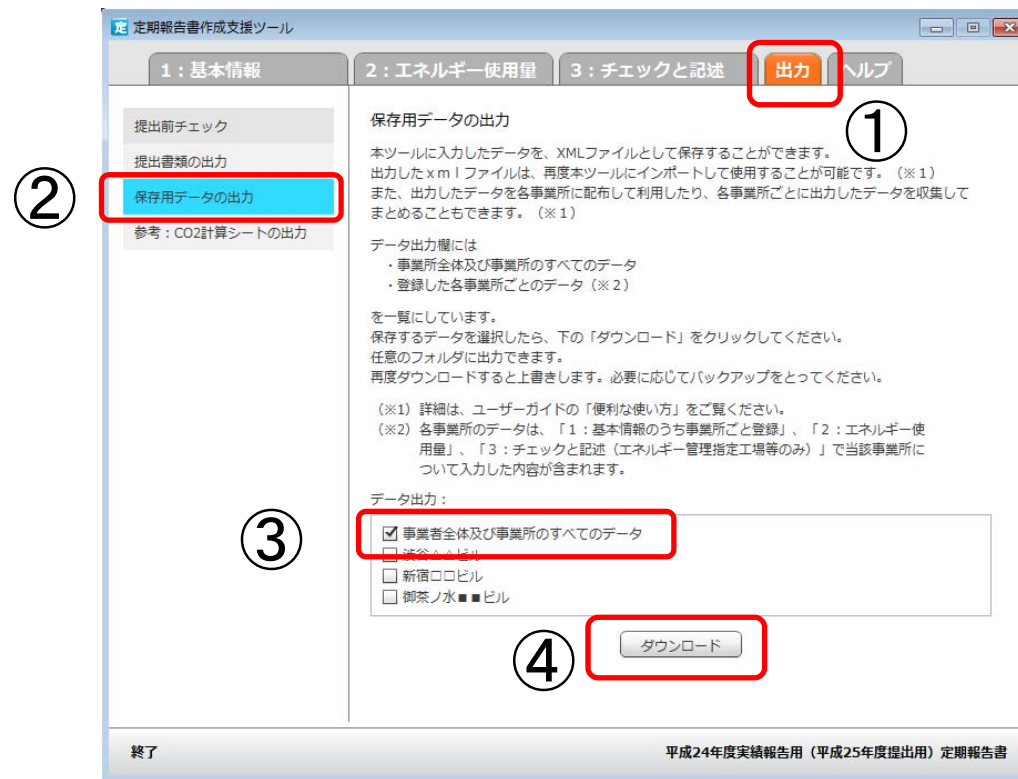 定 定期報告書作成支援ツール
1：基本情報 2：エネルギー使用量 3：チェックと記述 出力 ヘルプ
①
提出前チェック
提出書類の出力
②
保存用データの出力
参考：CO2計算シートの出力
保存用データの出力
本ツールに入力したデータを、XMLファイルとして保存することができます。
出力したｘｍｌファイルは、再度本ツールにインポートして使用することが可能です。（※１）
また、出力したデータを各事業所に配布して利用したり、各事業所ごとに出力したデータを収集して
まとめることもできます。（※１）
データ出力欄には
・事業所全体及び事業所のすべてのデータ
・登録した各事業所ごとのデータ（※２）
を一覧にしています。
保存するデータを選択したら、下の「ダウンロード」をクリックしてください。
任意のフォルダに出力できます。
再度ダウンロードすると上書きします。必要に応じてバックアップをとってください。
（※1）詳細は、ユーザーガイドの「便利な使い方」をご覧ください。
（※2）各事業所のデータは、「１：基本情報のうち事業所ごと登録」、「２：エネルギー使
用量」、「３：チェックと記述（エネルギー管理指定工場等のみ）」で当該事業所に
ついて入力した内容が含まれます。
データ出力：
③
事業者全体及び事業所のすべてのデータ
渋谷△△ビル
新宿□□ビル
御茶ノ水■■ビル
④
ダウンロード
終了
平成24年度実績報告用（平成25年度提出用）定期報告書